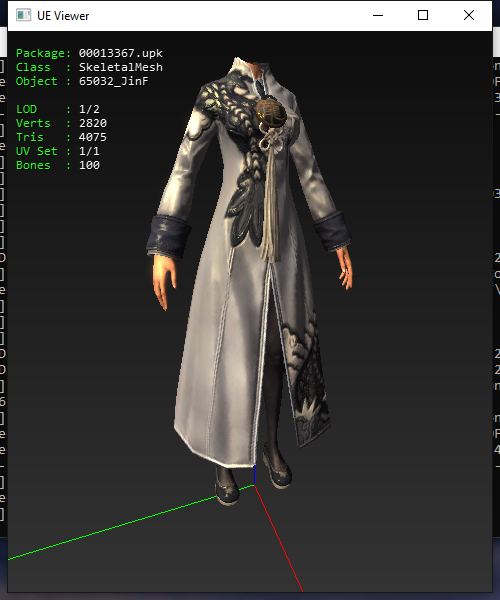 UE Viewer
Package: 00013367.upk
Class : SkeletalMesh
Object : 65032_JinF
LOD : 1/2
Verts : 2820
Tris : 4075
UV Set : 1/1
Bones : 100